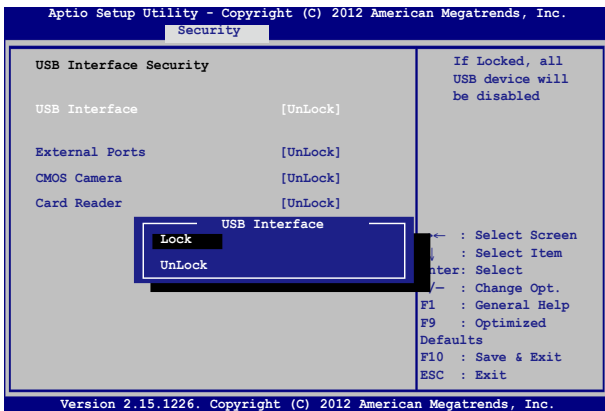 Aptio Setup Utility - Copyright (C) 2012 American Megatrends, Inc.
Security
USB Interface Security
USB Interface [UnLock]
External Ports [UnLock]
CMOS Camera [UnLock]
Card Reader [UnLock]
USB Interface
Lock
UnLock
If Locked, all
USB device will
be disabled
← : Select Screen
: Select Item
nter: Select
/— : Change Opt.
F1 : General Help
F9 : Optimized
Defaults
F10 : Save & Exit
ESC : Exit
Version 2.15.1226. Copyright (C) 2012 American Megatrends, Inc.